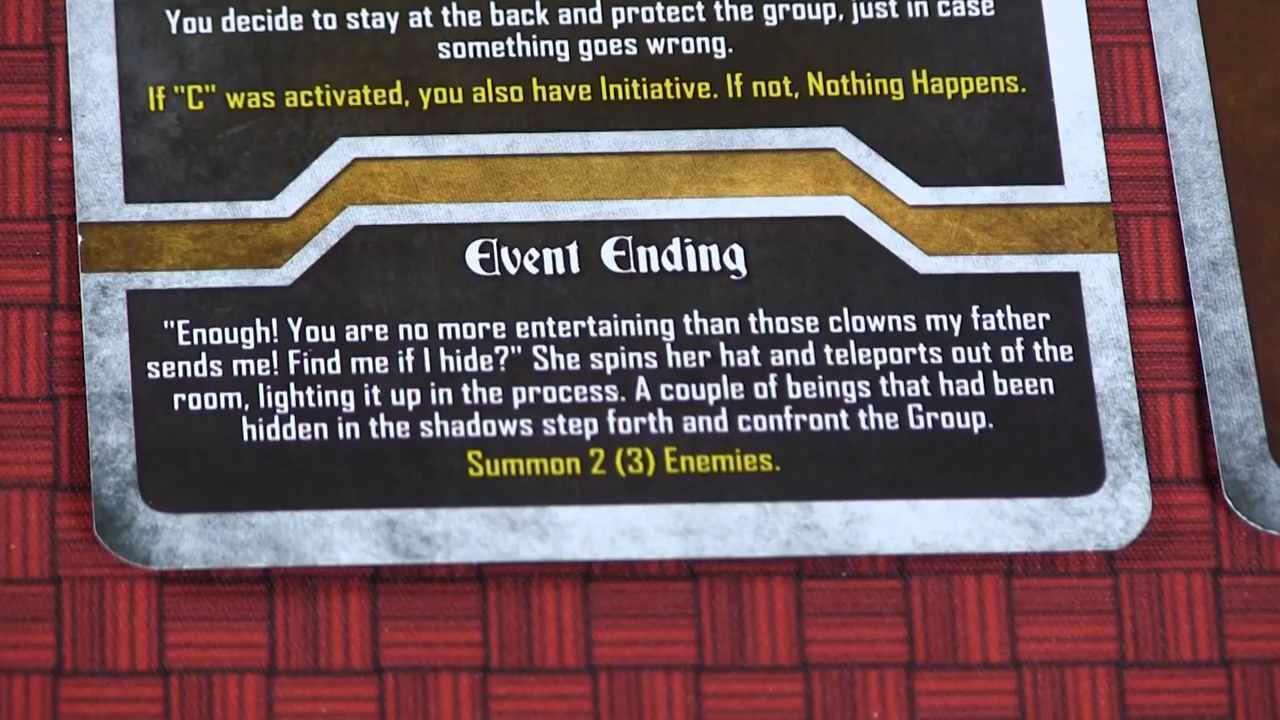 You decide to stay at the back and protect the group, just in case
something goes wrong.
If "C" was activated, you also have Initiative. If not, Nothing Happens.
Event Ending
"Enough! You are no more entertaining than those clowns my father
sends me! Find me if I hide?" She spins her hat and teleports out of the
room, lighting it up in the process. A couple of beings that had been
hidden in the shadows step forth and confront the Group.
Summon 2 (3) Enemies.